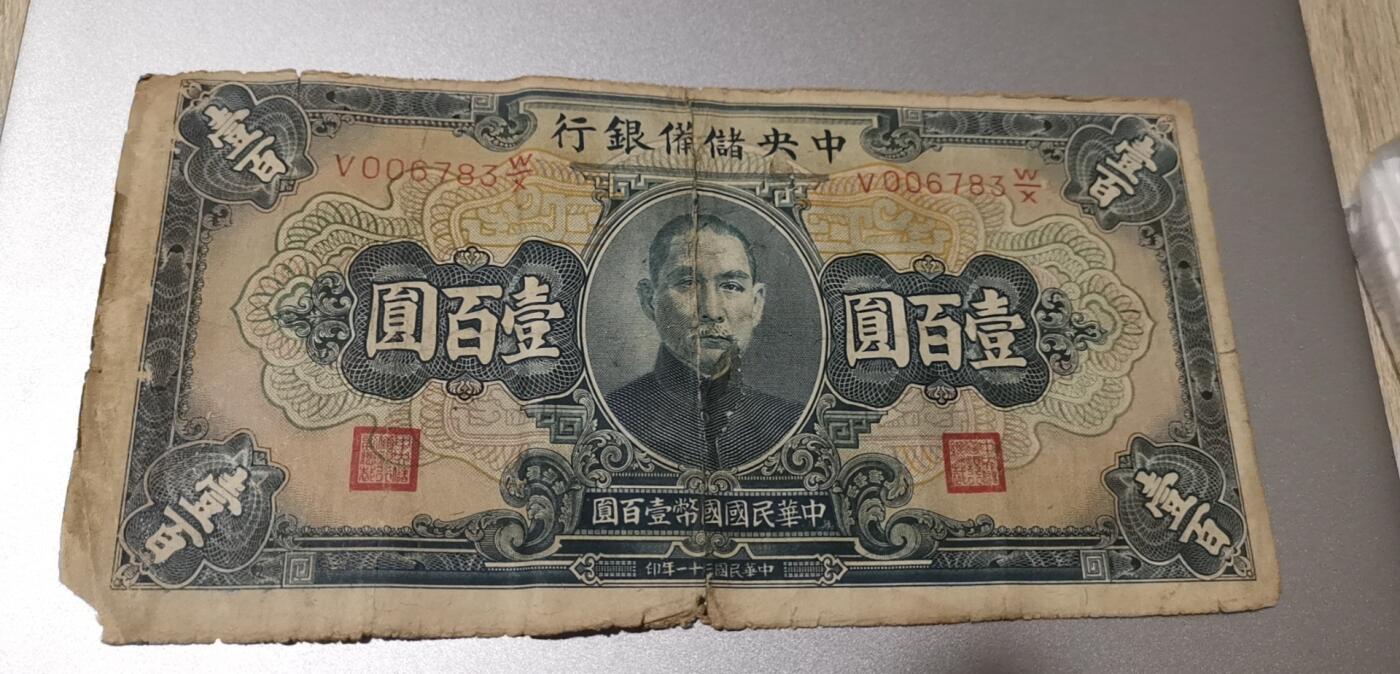 中央儲備銀行
壹百
壹百
V006783 W/X
V006783 W/X
壹百圓
壹百圓
中華民國國幣壹百圓
壹百
壹百
中華民國三十一年印